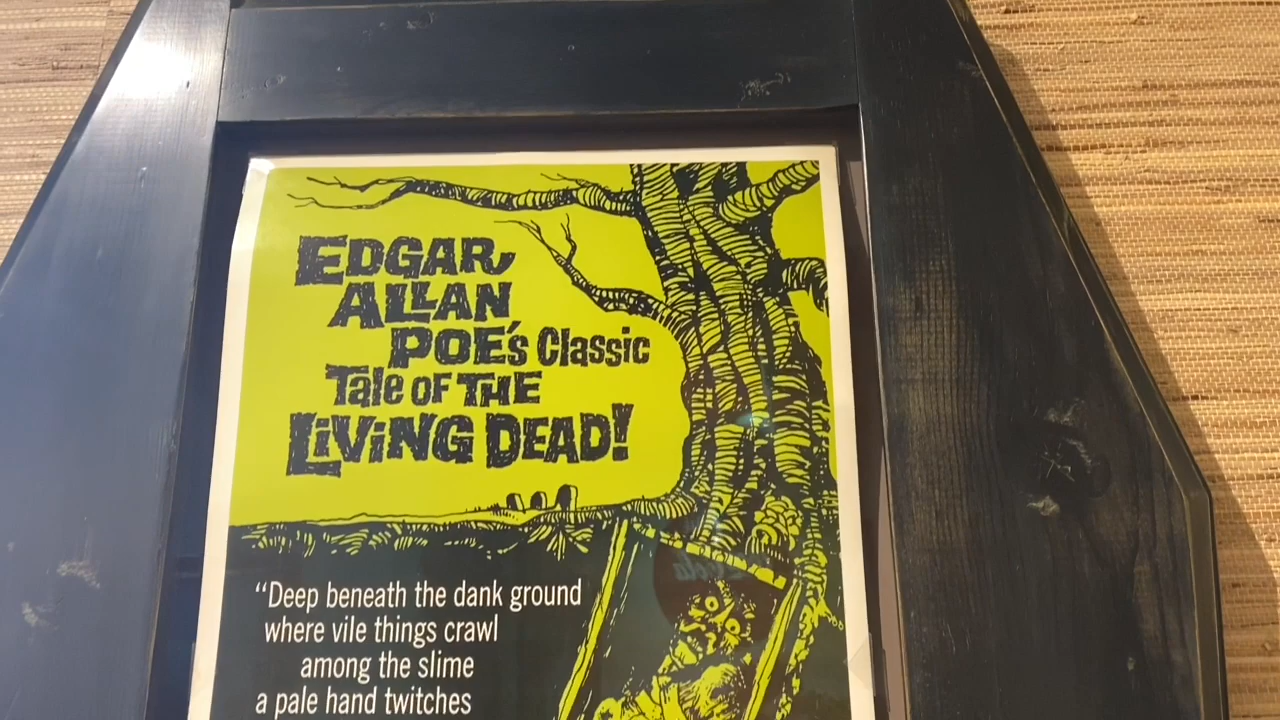 EDGAR
ALLAN
POE'S Classic
Tale OF THE
LiViNG DEAD!
“Deep beneath the dank ground
where vile things crawl
among the slime
a pale hand twitches